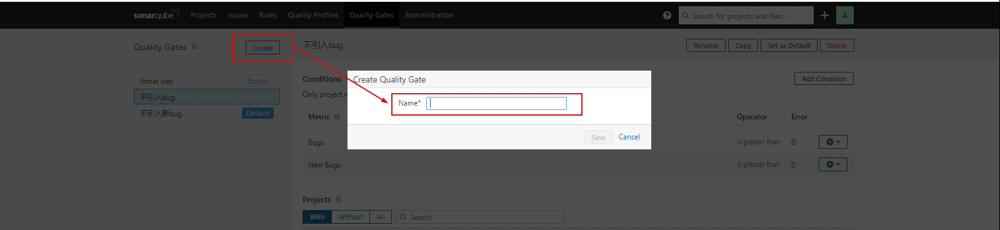 sonarqube Projects Issues Rules Quality Profiles Quality Gates Administration ? Search for projects and files... + A
Quality Gates ? Create
Sonar way Built-in
不引入bug
不引入新bug Default
不引入bug Rename Copy Set as Default Delete
Conditions Add Condition
Only project n
Create Quality Gate
Name*
Save Cancel
Metric ? Operator Error
Bugs is greater than 0
New Bugs is greater than 0
Projects ?
With Without All Search